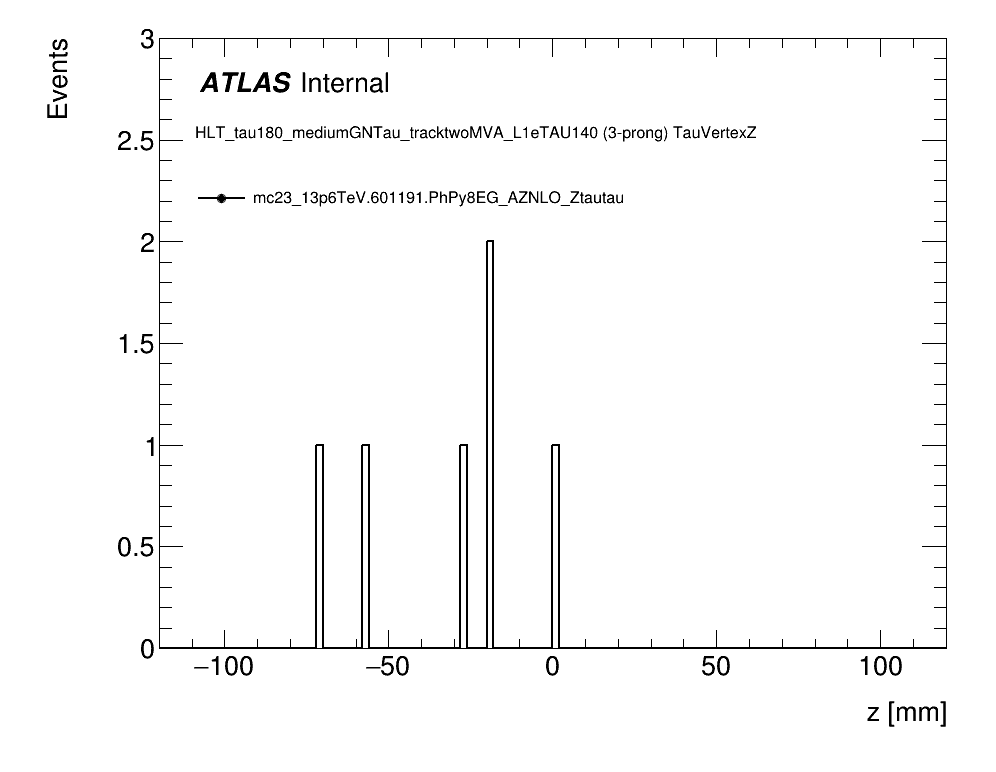 Events
3
ATLAS Internal
HLT_tau180_mediumGNTau_tracktwoMVA_L1eTAU140 (3-prong) TauVertexZ
2.5
mc23_13p6TeV.601191.PhPy8EG_AZNLO_Ztautau
2
1.5
1
0.5
0
−100 −50 0 50 100
z [mm]